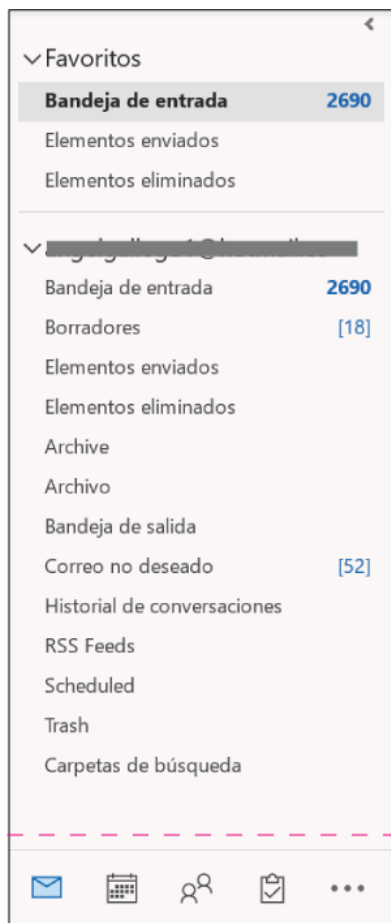 Favoritos
Bandeja de entrada 2690
Elementos enviados
Elementos eliminados
Bandeja de entrada 2690
Borradores [18]
Elementos enviados
Elementos eliminados
Archive
Archivo
Bandeja de salida
Correo no deseado [52]
Historial de conversaciones
RSS Feeds
Scheduled
Trash
Carpetas de búsqueda